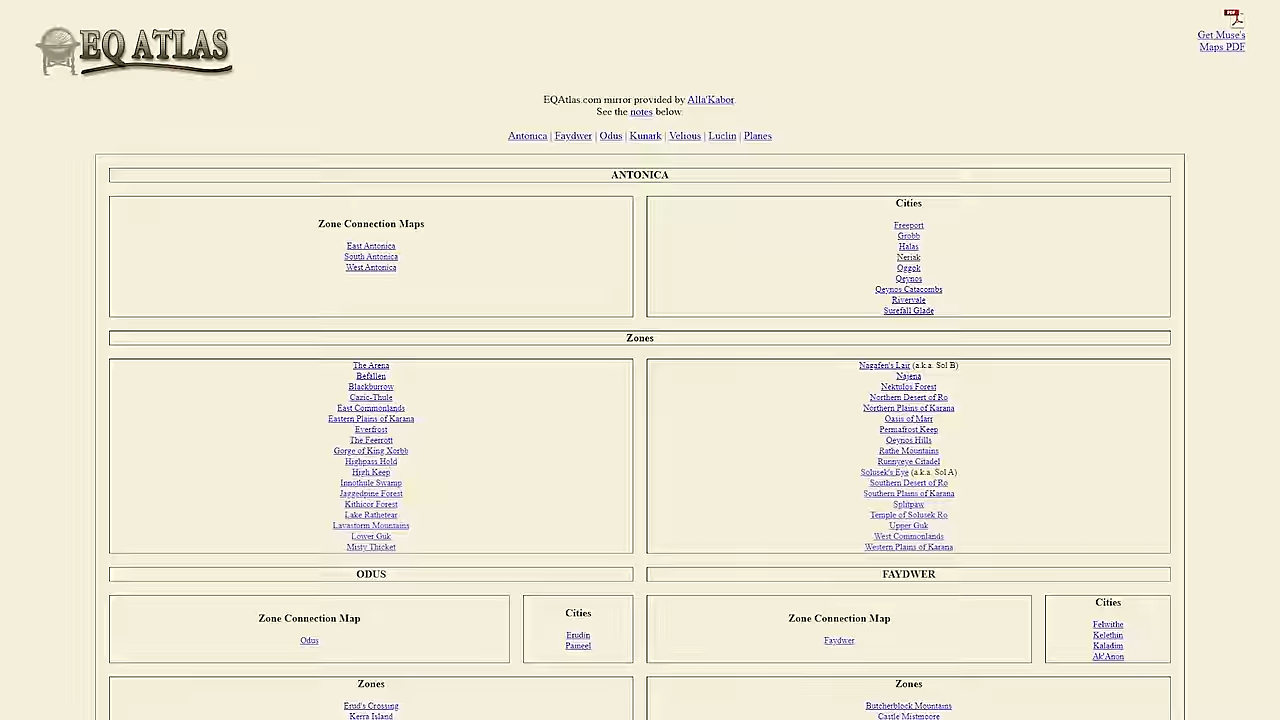 EQ ATLAS
PDF
Get Muse's
Maps PDF
EQAtlas.com mirror provided by Alla'Kabor.
See the notes below.
Antonica | Faydwer | Odus | Kunark | Velious | Luclin | Planes
ANTONICA
Zone Connection Maps
East Antonica
South Antonica
West Antonica
Cities
Freeport
Grobb
Halas
Neriak
Oggok
Qeynos
Qeynos Catacombs
Rivervale
Surefall Glade
Zones
The Arena
Befallen
Blackburrow
Cazic-Thule
East Commonlands
Eastern Plains of Karana
Everfrost
The Feerrott
Gorge of King Xorbb
Highpass Hold
High Keep
Innothule Swamp
Jaggedpine Forest
Kithicor Forest
Lake Rathetear
Lavastorm Mountains
Lower Guk
Misty Thicket
Nagafen's Lair (a.k.a. Sol B)
Najena
Nektulos Forest
Northern Desert of Ro
Northern Plains of Karana
Oasis of Marr
Permafrost Keep
Qeynos Hills
Rathe Mountains
Runnyeye Citadel
Solusek's Eye (a.k.a. Sol A)
Southern Desert of Ro
Southern Plains of Karana
Splitpaw
Temple of Solusek Ro
Upper Guk
West Commonlands
Western Plains of Karana
ODUS
Zone Connection Map
Odus
Cities
Erudin
Paineel
Zones
Erud's Crossing
Kerra Island
FAYDWER
Zone Connection Map
Faydwer
Cities
Felwithe
Kelethin
Kaladim
Ak'Anon
Zones
Butcherblock Mountains
Castle Mistmoore